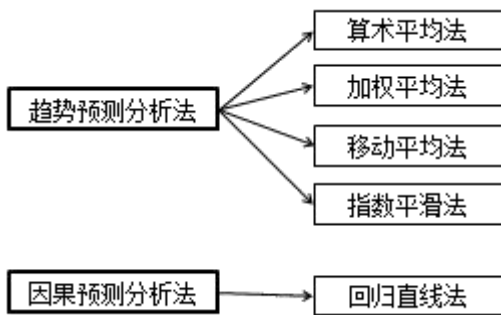 算术平均法
加权平均法
趋势预测分析法
移动平均法
指数平滑法
因果预测分析法
回归直线法